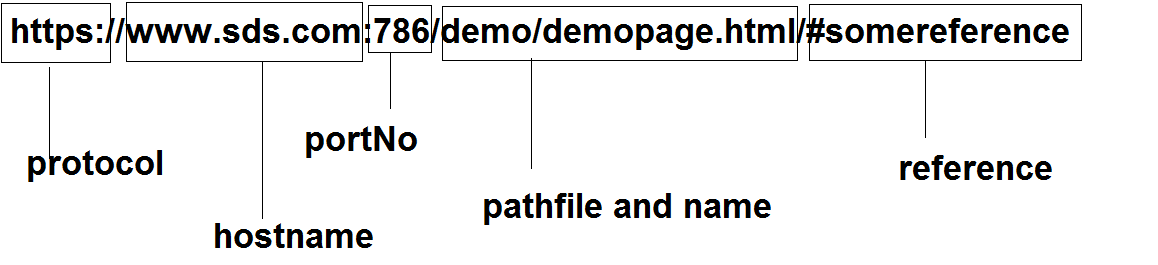 https://www.sds.com:786/demo/demopage.html/#somereference
portNo
protocol
reference
pathfile and name
hostname